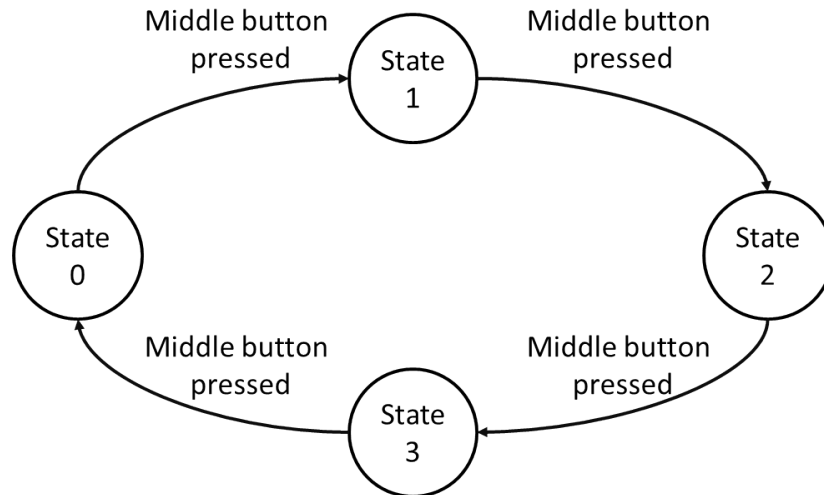 Middle button
pressed
State
1
Middle button
pressed
State
0
State
2
Middle button
pressed
State
3
Middle button
pressed